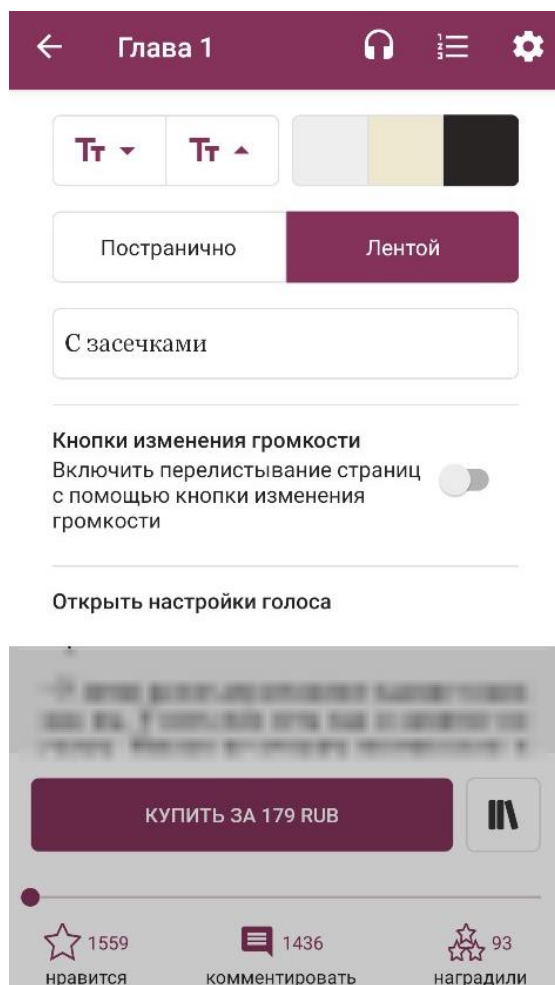 Глава 1
Тт Тт
Постранично Лентой
С засечками
Кнопки изменения громкости
Включить перелистывание страниц
с помощью кнопки изменения
громкости
Открыть настройки голоса
КУПИТЬ ЗА 179 RUB
1559 1436 93
нравится комментировать наградили